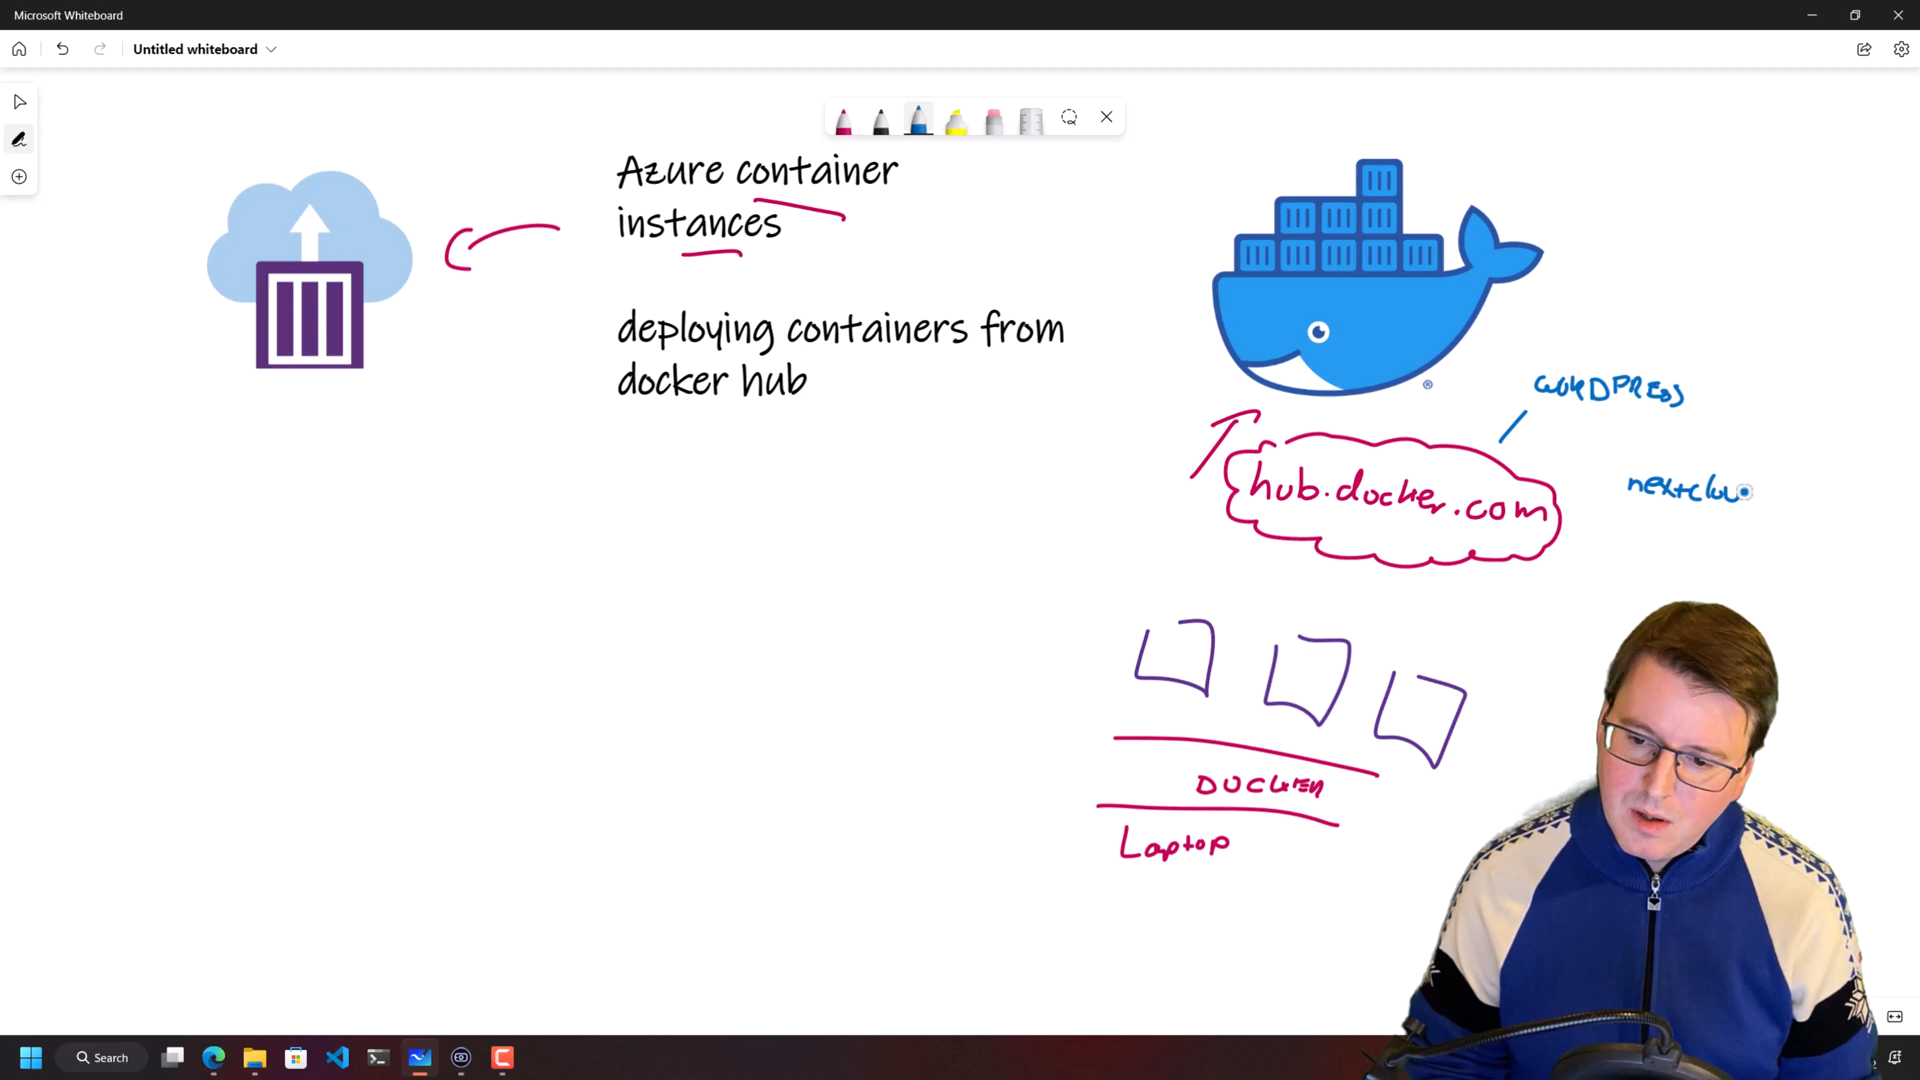 Microsoft Whiteboard
Untitled whiteboard
Azure container
instances
deploying containers from
docker hub
®
WORDPRESS
hub.docker.com
nextclou
DOCKER
Laptop
Search